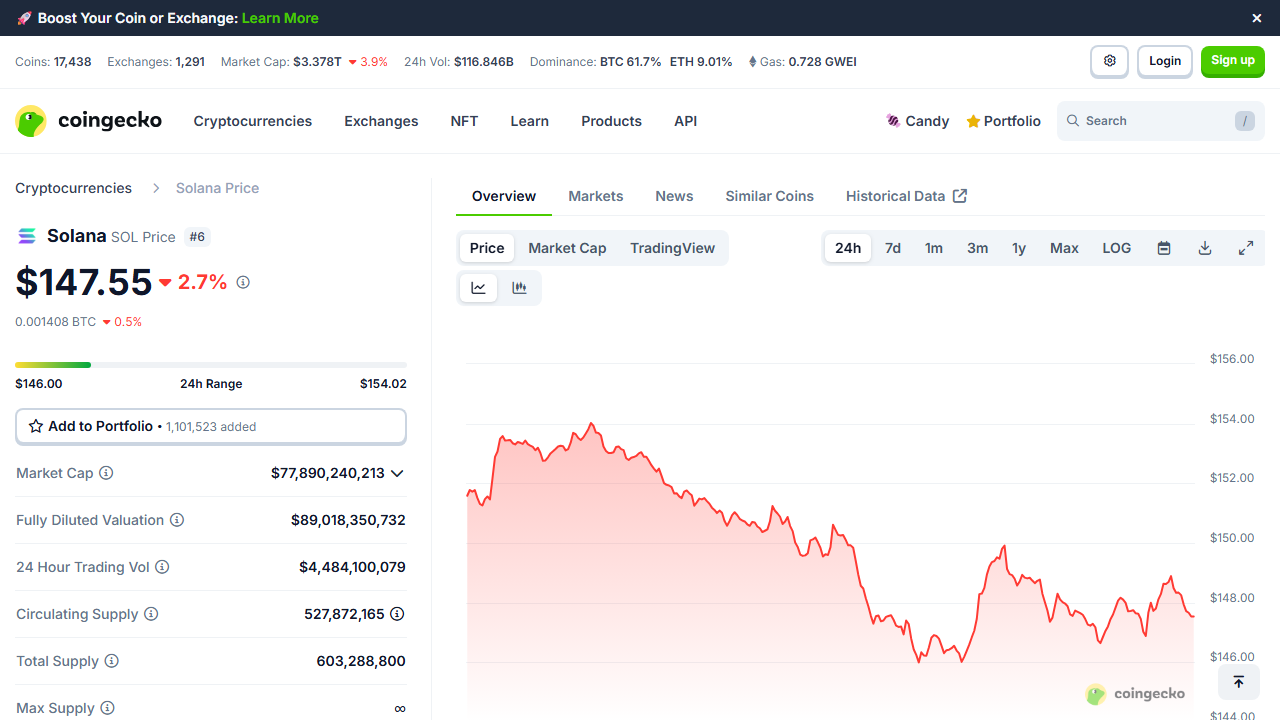 🚀 Boost Your Coin or Exchange: Learn More
Coins: 17,438 Exchanges: 1,291 Market Cap: $3.378T 3.9% 24h Vol: $116.846B Dominance: BTC 61.7% ETH 9.01% Gas: 0.728 GWEI
Login
Sign up
coingecko
Cryptocurrencies Exchanges NFT Learn Products API
Candy Portfolio
Search /
Cryptocurrencies Solana Price
Solana SOL Price #6
$147.55 2.7%
0.001408 BTC 0.5%
$146.00 24h Range $154.02
Add to Portfolio • 1,101,523 added
Market Cap $77,890,240,213
Fully Diluted Valuation $89,018,350,732
24 Hour Trading Vol $4,484,100,079
Circulating Supply 527,872,165
Total Supply 603,288,800
Max Supply ∞
Overview Markets News Similar Coins Historical Data
Price Market Cap TradingView
24h 7d 1m 3m 1y Max LOG
$156.00
$154.00
$152.00
$150.00
$148.00
$146.00
$144.00
coingecko